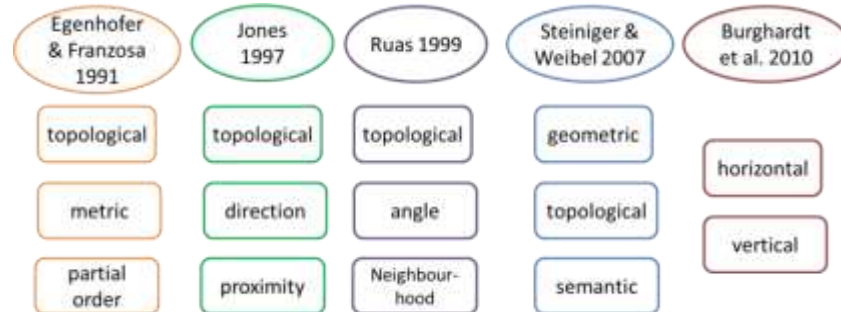 Egenhofer
& Franzosa
1991
Jones
1997
Ruas 1999
Steiniger &
Weibel 2007
Burghardt
et al. 2010
topological
topological
topological
geometric
horizontal
metric
direction
angle
topological
vertical
partial
order
proximity
Neighbour-
hood
semantic